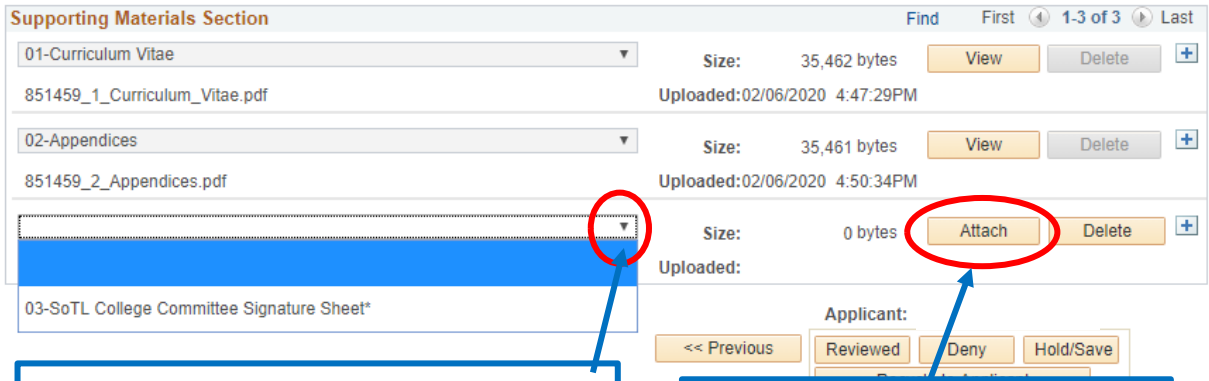 Supporting Materials Section Find First 1-3 of 3 Last
01-Curriculum Vitae Size: 35,462 bytes View Delete
851459_1_Curriculum_Vitae.pdf Uploaded:02/06/2020 4:47:29PM
02-Appendices Size: 35,461 bytes View Delete
851459_2_Appendices.pdf Uploaded:02/06/2020 4:50:34PM
Size: 0 bytes Attach Delete
Uploaded:
03-SoTL College Committee Signature Sheet*
Applicant:
<< Previous Reviewed Deny Hold/Save